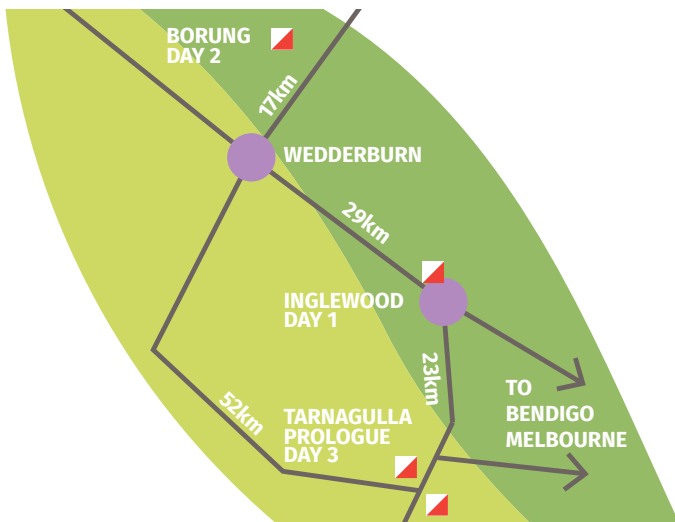 BORUNG
DAY 2
17km
WEDDERBURN
29km
INGLEWOOD
DAY 1
23km
TO
BENDIGO
MELBOURNE
52km
TARNAGULLA
PROLOGUE
DAY 3